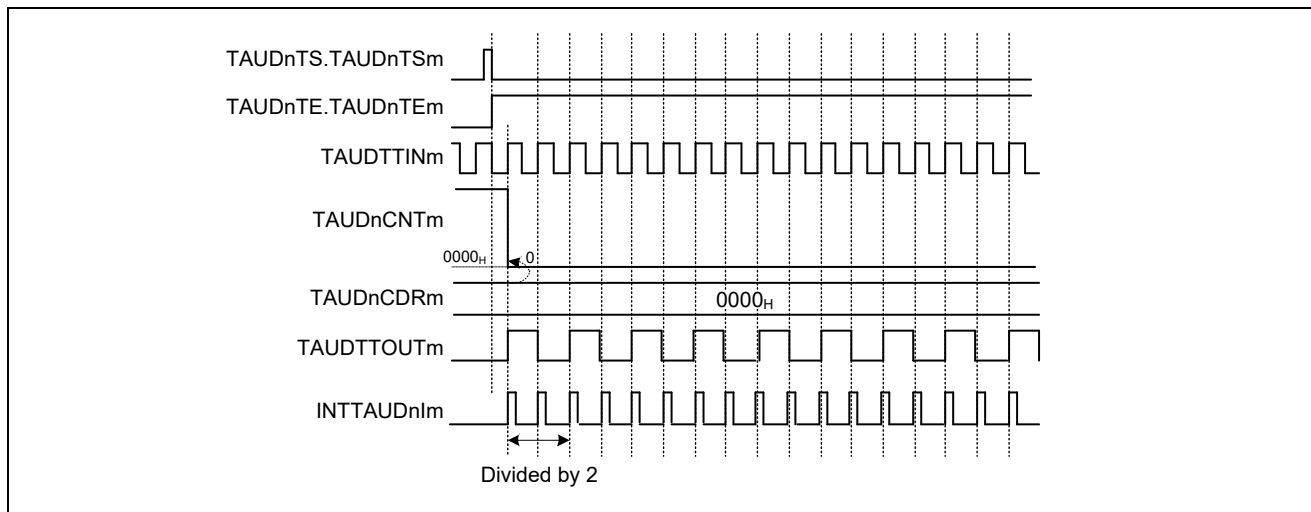 TAUDnTS.TAUDnTSm
TAUDnTE.TAUDnTEm
TAUDTTINm
TAUDnCNTm
0000H
0
TAUDnCDRm
0000H
TAUDTTOUTm
INTTAUDnIm
Divided by 2